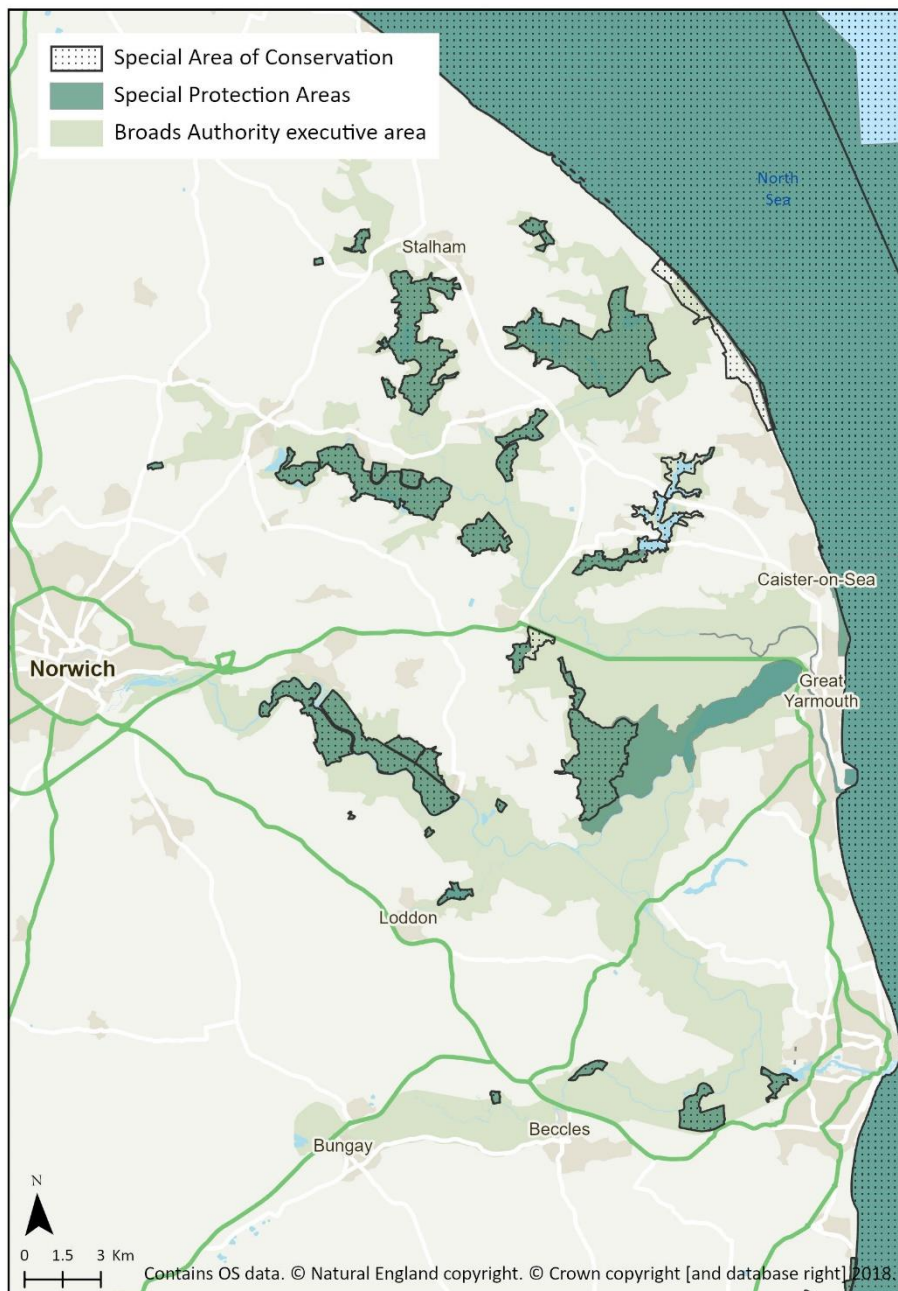 Special Area of Conservation
Special Protection Areas
Broads Authority executive area
North
Sea
Stalham
Caister-on-Sea
Norwich
Great
Yarmouth
Loddon
Beccles
Bungay
N
0 1.5 3 Km
Contains OS data. © Natural England copyright. © Crown copyright [and database right] 2018.